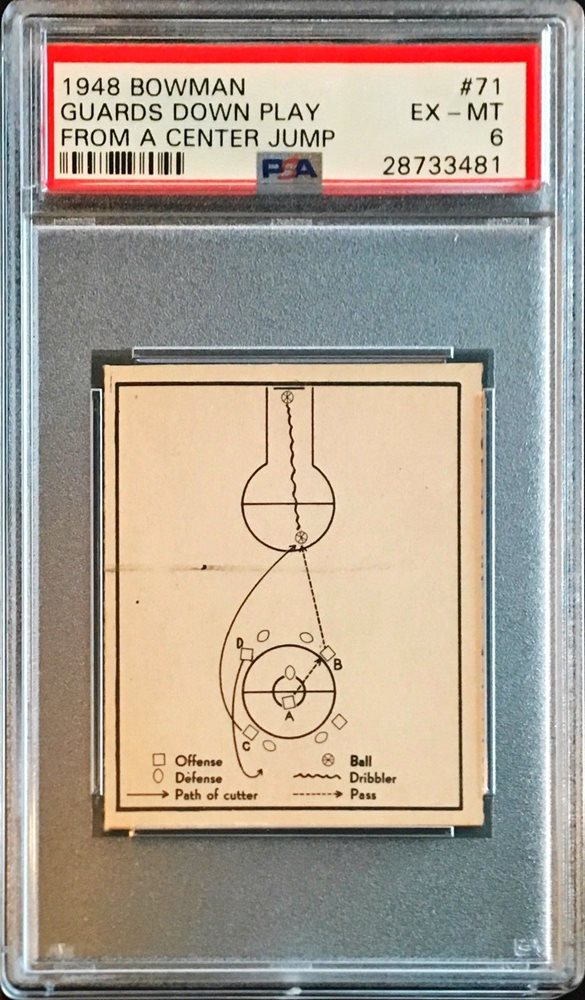 1948 BOWMAN #71
GUARDS DOWN PLAY EX - MT
FROM A CENTER JUMP 6
PSA 28733481
D
B
A
C
Offense Ball
Defense Dribbler
Path of cutter Pass